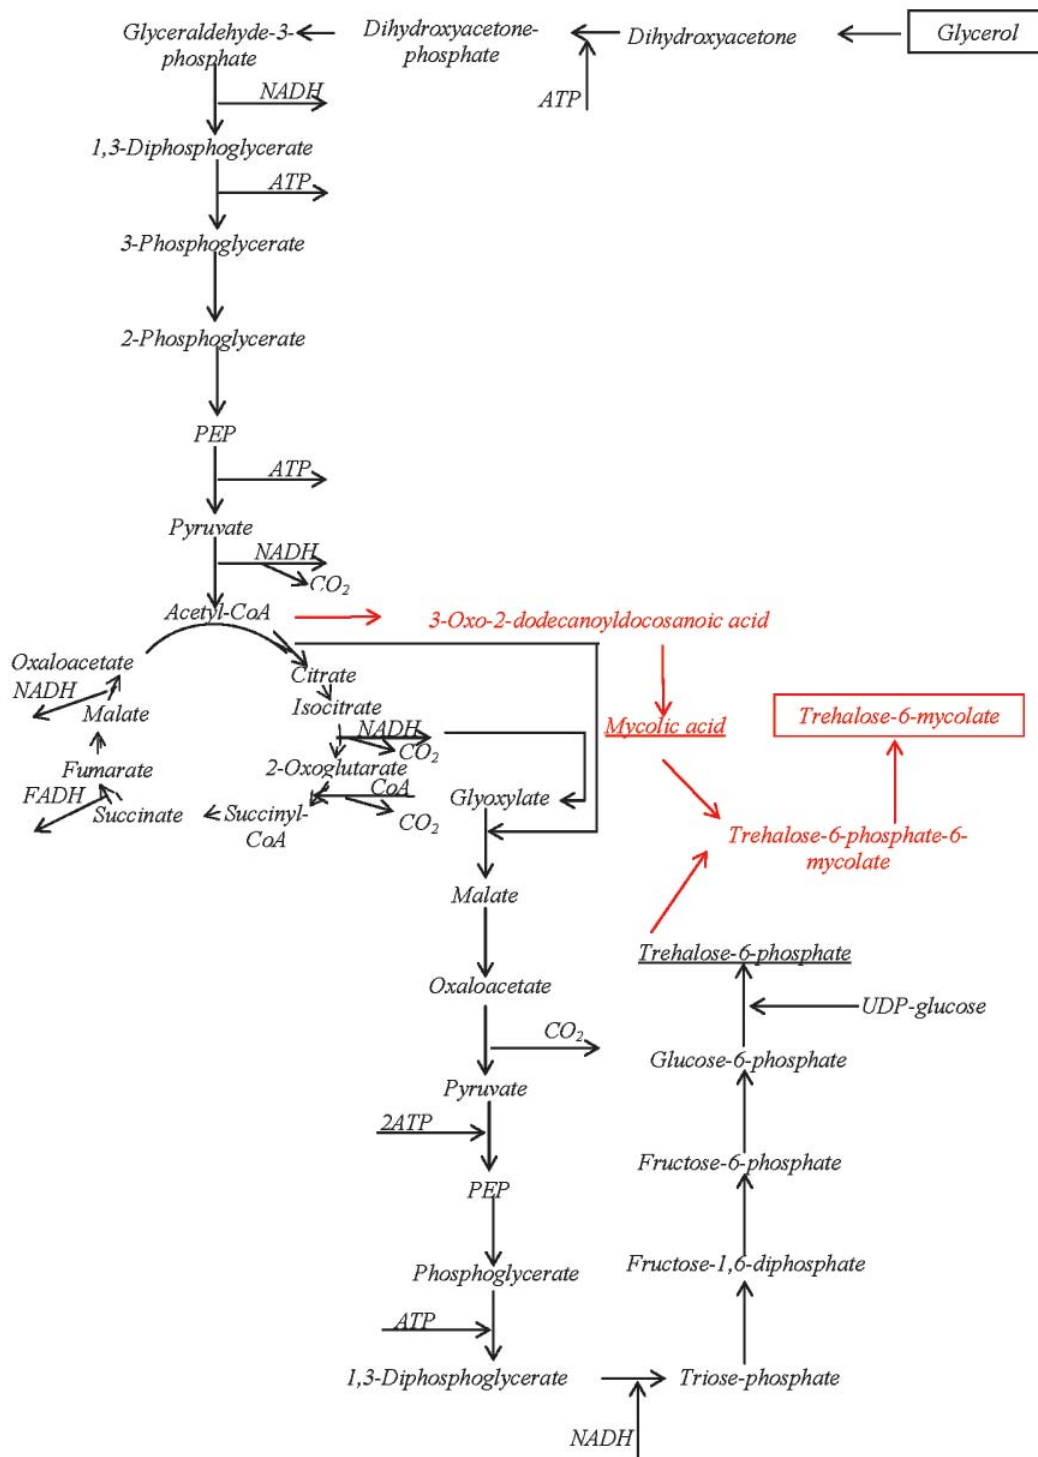 Glyceraldehyde-3-
phosphate
Dihydroxyacetone-
phosphate
Dihydroxyacetone
Glycerol
ATP
NADH
1,3-Diphosphoglycerate
ATP
3-Phosphoglycerate
2-Phosphoglycerate
PEP
ATP
Pyruvate
NADH
CO2
Acetyl-CoA
3-Oxo-2-dodecanoyldocosanoic acid
Oxaloacetate
Citrate
NADH
Malate
Isocitrate
NADH
CO2
Mycolic acid
Trehalose-6-mycolate
Fumarate
2-Oxoglutarate
FADH
Succinate
Succinyl-
CoA
CoA
CO2
Glyoxylate
Trehalose-6-phosphate-6-
mycolate
Malate
Trehalose-6-phosphate
Oxaloacetate
UDP-glucose
CO2
Glucose-6-phosphate
Pyruvate
2ATP
Fructose-6-phosphate
PEP
Fructose-1,6-diphosphate
Phosphoglycerate
ATP
1,3-Diphosphoglycerate
Triose-phosphate
NADH